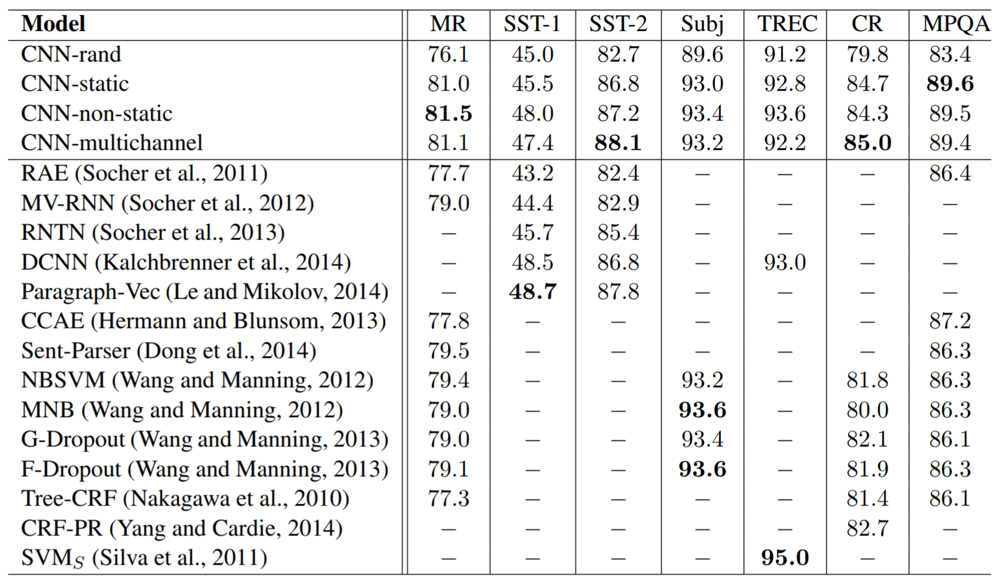 Model MR SST-1 SST-2 Subj TREC CR MPQA
CNN-rand 76.1 45.0 82.7 89.6 91.2 79.8 83.4
CNN-static 81.0 45.5 86.8 93.0 92.8 84.7 89.6
CNN-non-static 81.5 48.0 87.2 93.4 93.6 84.3 89.5
CNN-multichannel 81.1 47.4 88.1 93.2 92.2 85.0 89.4
RAE (Socher et al., 2011) 77.7 43.2 82.4 – – – 86.4
MV-RNN (Socher et al., 2012) 79.0 44.4 82.9 – – – –
RNTN (Socher et al., 2013) – 45.7 85.4 – – – –
DCNN (Kalchbrenner et al., 2014) – 48.5 86.8 – 93.0 – –
Paragraph-Vec (Le and Mikolov, 2014) – 48.7 87.8 – – – –
CCAE (Hermann and Blunsom, 2013) 77.8 – – – – – 87.2
Sent-Parser (Dong et al., 2014) 79.5 – – – – – 86.3
NBSVM (Wang and Manning, 2012) 79.4 – – 93.2 – 81.8 86.3
MNB (Wang and Manning, 2012) 79.0 – – 93.6 – 80.0 86.3
G-Dropout (Wang and Manning, 2013) 79.0 – – 93.4 – 82.1 86.1
F-Dropout (Wang and Manning, 2013) 79.1 – – 93.6 – 81.9 86.3
Tree-CRF (Nakagawa et al., 2010) 77.3 – – – – 81.4 86.1
CRF-PR (Yang and Cardie, 2014) – – – – – 82.7 –
SVMS (Silva et al., 2011) – – – – 95.0 – –